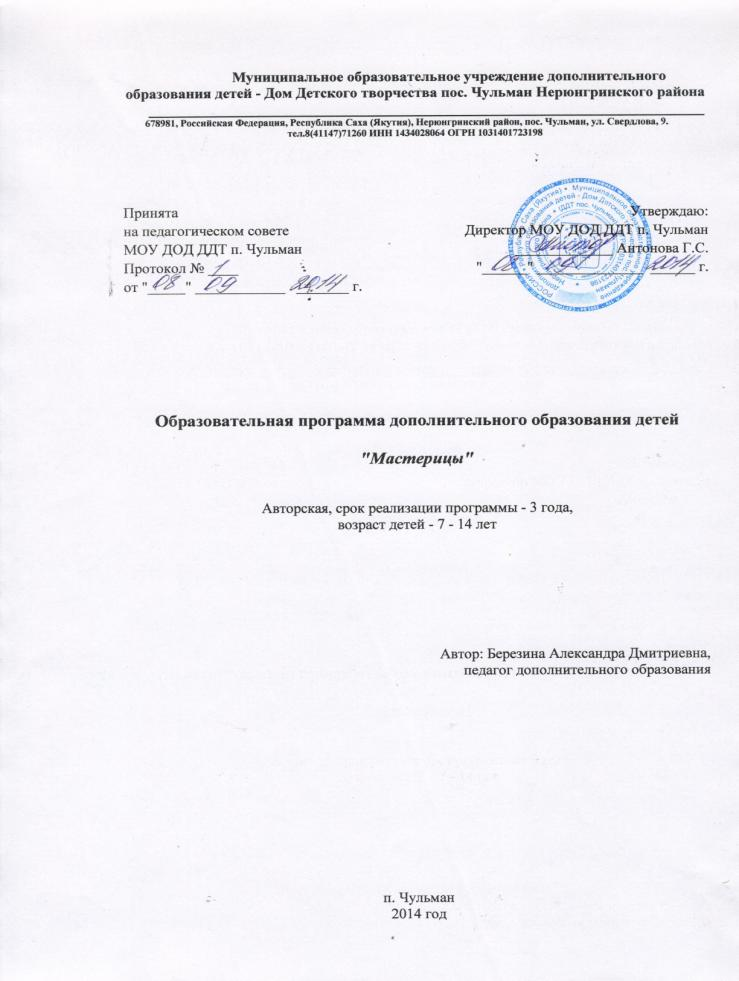 Муниципальное образовательное учреждение дополнительного
образования детей - Дом Детского творчества пос. Чульман Нерюнгринского района
678981, Российская Федерация, Республика Саха (Якутия), Нерюнгринский район, пос. Чульман, ул. Свердлова, 9.
тел.8(41147)71260 ИНН 1434028064 ОГРН 1031401723198
Принята
на педагогическом совете
МОУ ДОД ДДТ п. Чульман
Протокол № 1
от "08" 09 2014 г.
Утверждаю:
Директор МОУ ДОД ДДТ п. Чульман
Антонова Г.С.
"08" 09 2014 г.
Образовательная программа дополнительного образования детей
"Мастерицы"
Авторская, срок реализации программы - 3 года,
возраст детей - 7 - 14 лет
Автор: Березина Александра Дмитриевна,
педагог дополнительного образования
п. Чульман
2014 год